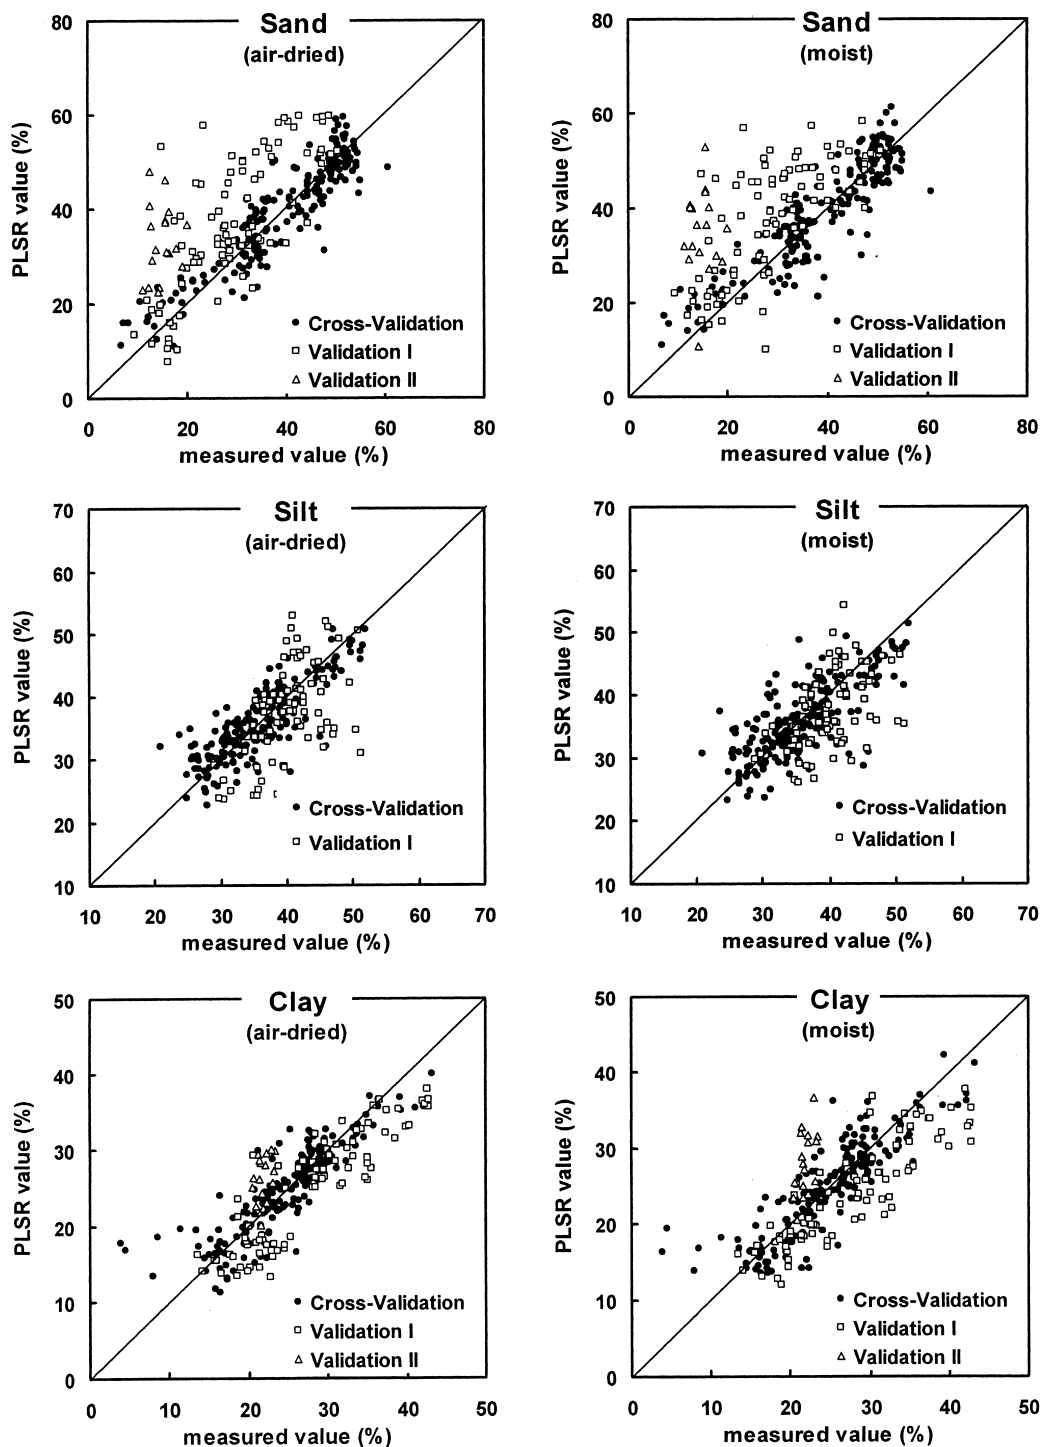 Sand
(air-dried)
PLSR value (%)
80
60
40
20
0
● Cross-Validation
□ Validation I
△ Validation II
0 20 40 60 80
measured value (%)
Sand
(moist)
PLSR value (%)
80
60
40
20
0
● Cross-Validation
□ Validation I
△ Validation II
0 20 40 60 80
measured value (%)
Silt
(air-dried)
PLSR value (%)
70
60
50
40
30
20
10
● Cross-Validation
□ Validation I
10 20 30 40 50 60 70
measured value (%)
Silt
(moist)
PLSR value (%)
70
60
50
40
30
20
10
● Cross-Validation
□ Validation I
10 20 30 40 50 60 70
measured value (%)
Clay
(air-dried)
PLSR value (%)
50
40
30
20
10
0
● Cross-Validation
□ Validation I
△ Validation II
0 10 20 30 40 50
measured value (%)
Clay
(moist)
PLSR value (%)
50
40
30
20
10
0
● Cross-Validation
□ Validation I
△ Validation II
0 10 20 30 40 50
measured value (%)